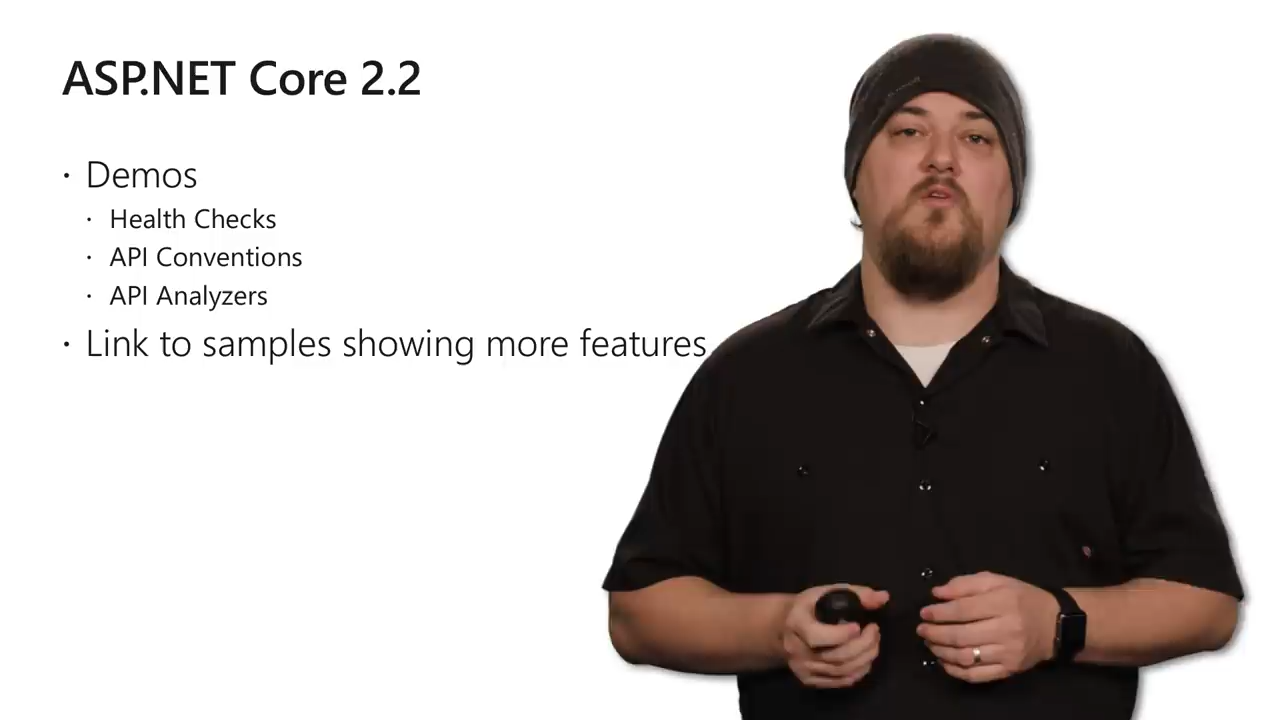 ASP.NET Core 2.2
· Demos
· Health Checks
· API Conventions
· API Analyzers
· Link to samples showing more features